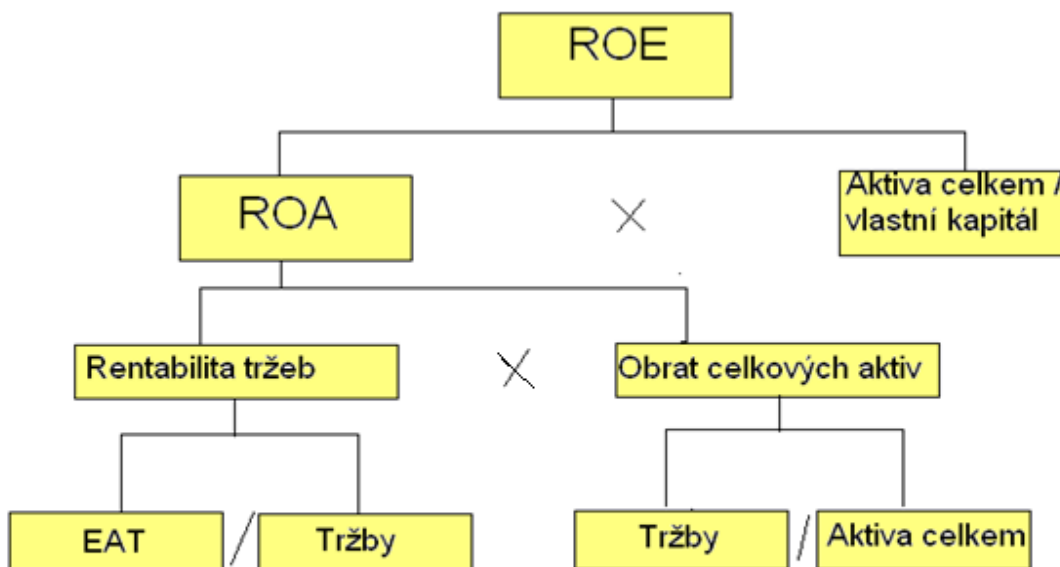 ROE
ROA
X
Aktiva celkem /
vlastní kapitál
Rentabilita tržeb
X
Obrat celkových aktiv
EAT / Tržby
Tržby / Aktiva celkem